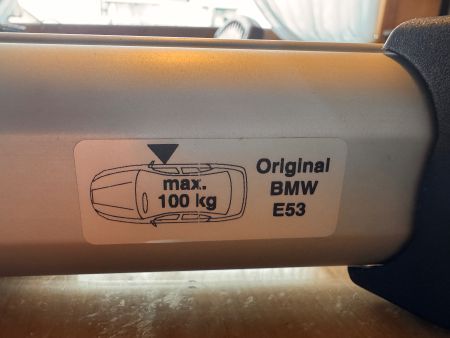 max.
100 kg
Original
BMW
E53